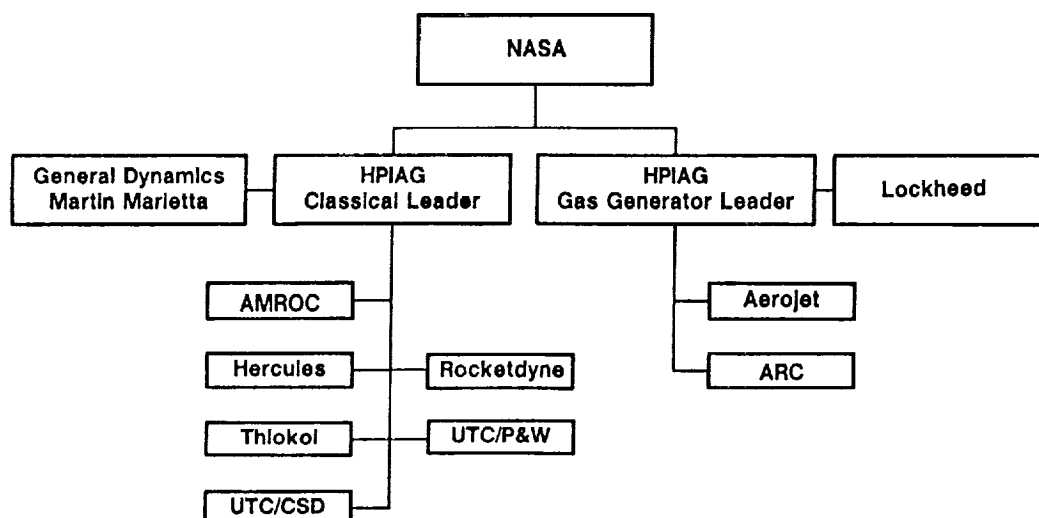 NASA
General Dynamics
Martin Marietta
HPIAG
Classical Leader
HPIAG
Gas Generator Leader
Lockheed
AMROC
Aerojet
Hercules
Rocketdyne
ARC
Thiokol
UTC/P&W
UTC/CSD